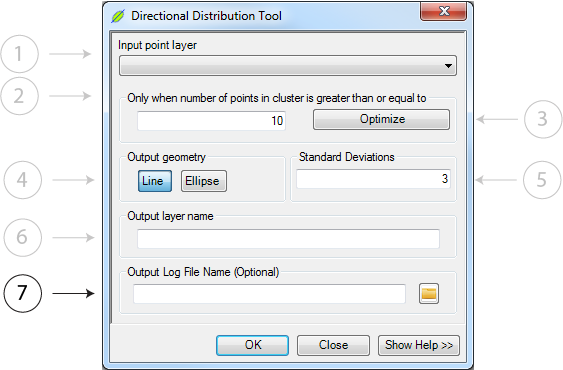 Directional Distribution Tool
1
Input point layer
2
Only when number of points in cluster is greater than or equal to
10
Optimize
3
Output geometry
Standard Deviations
4
Line
Ellipse
3
5
Output layer name
6
Output Log File Name (Optional)
7
OK
Close
Show Help >>